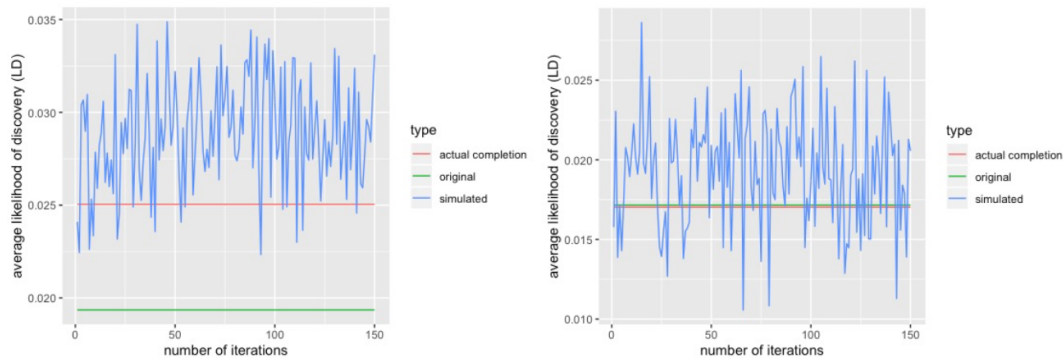 average likelihood of discovery (LD)
0.035
0.030
0.025
0.020
0
50
100
150
number of iterations
type
actual completion
original
simulated
average likelihood of discovery (LD)
0.025
0.020
0.015
0.010
0
50
100
150
number of iterations
type
actual completion
original
simulated